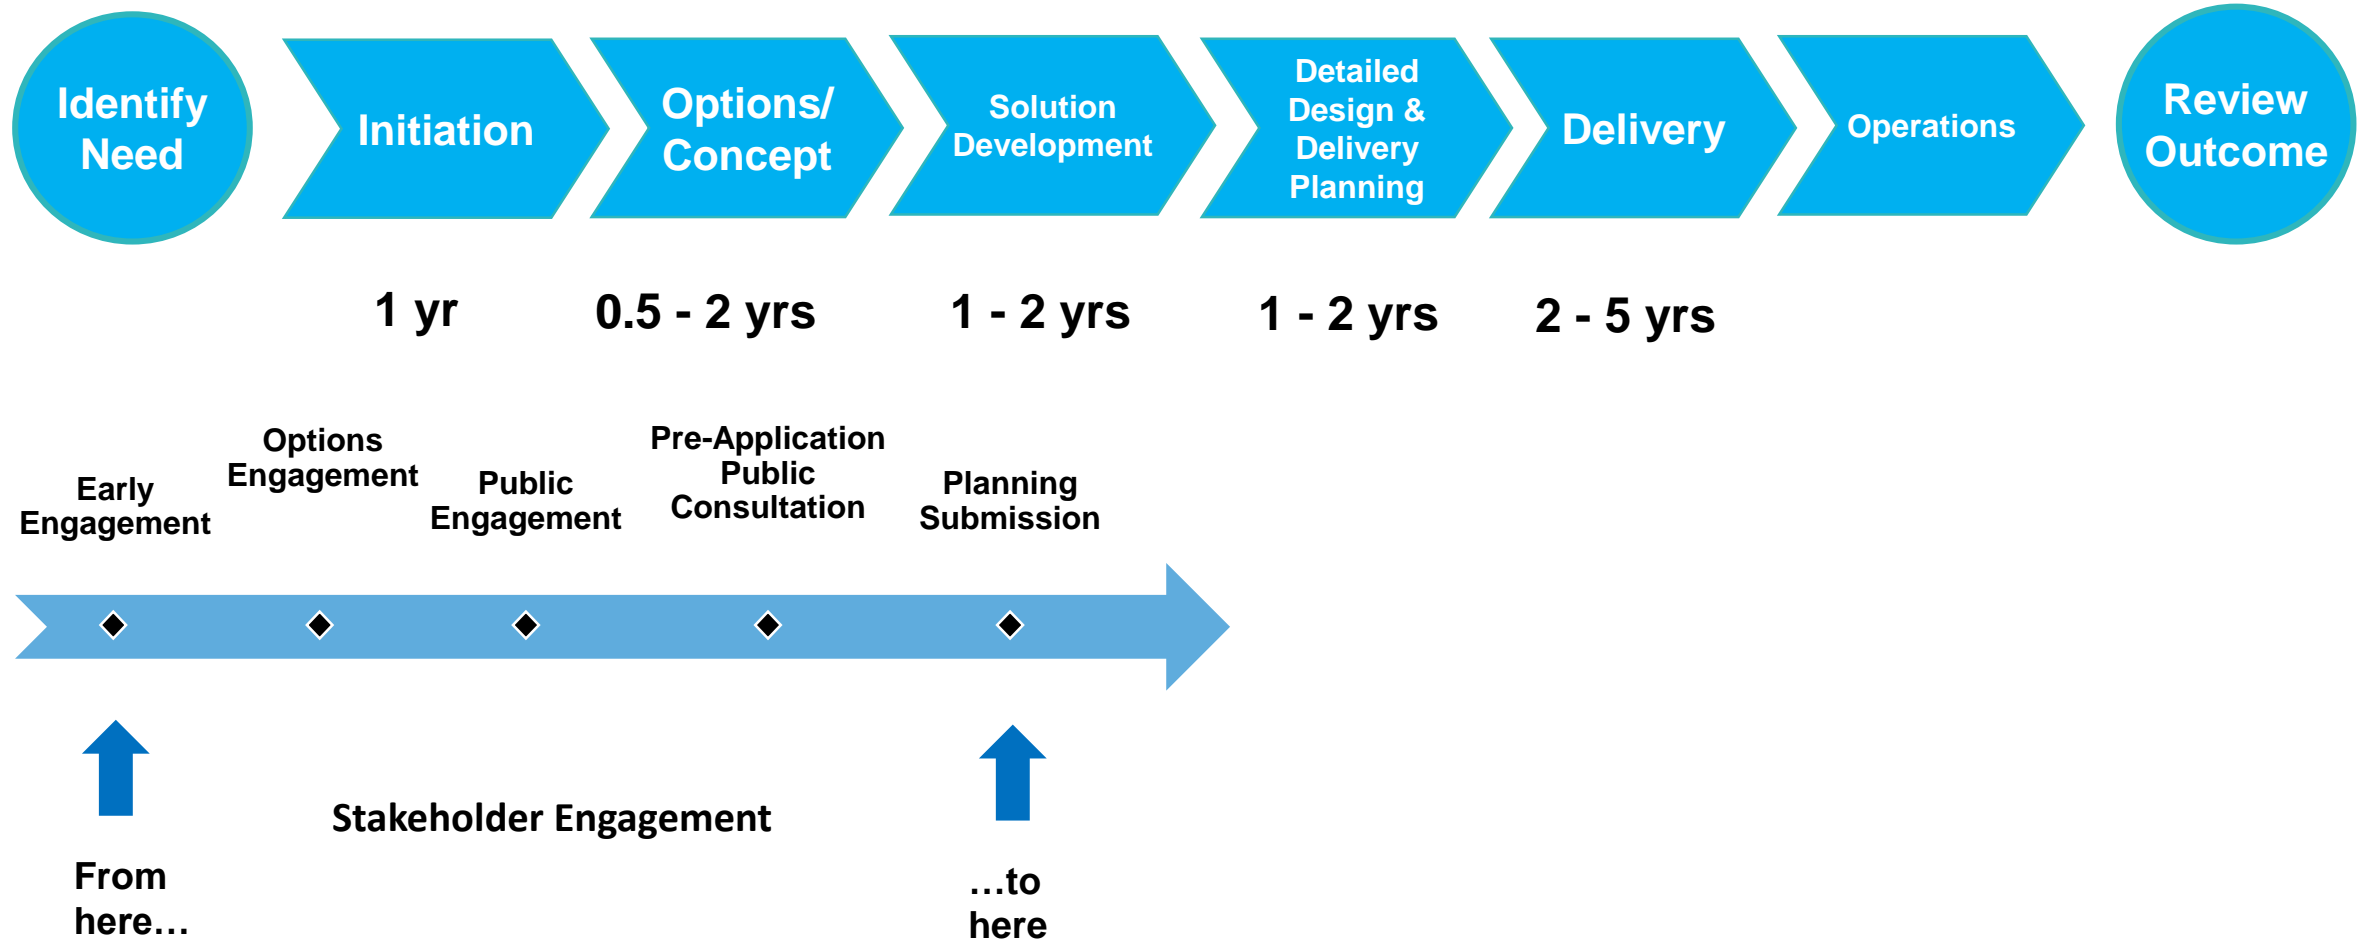 Identify
Need
Initiation
Options/
Concept
Solution
Development
Detailed
Design &
Delivery
Planning
Delivery
Operations
Review
Outcome
1 yr
0.5 - 2 yrs
1 - 2 yrs
1 - 2 yrs
2 - 5 yrs
Early
Engagement
Options
Engagement
Public
Engagement
Pre-Application
Public
Consultation
Planning
Submission
Stakeholder Engagement
From
here…
…to
here